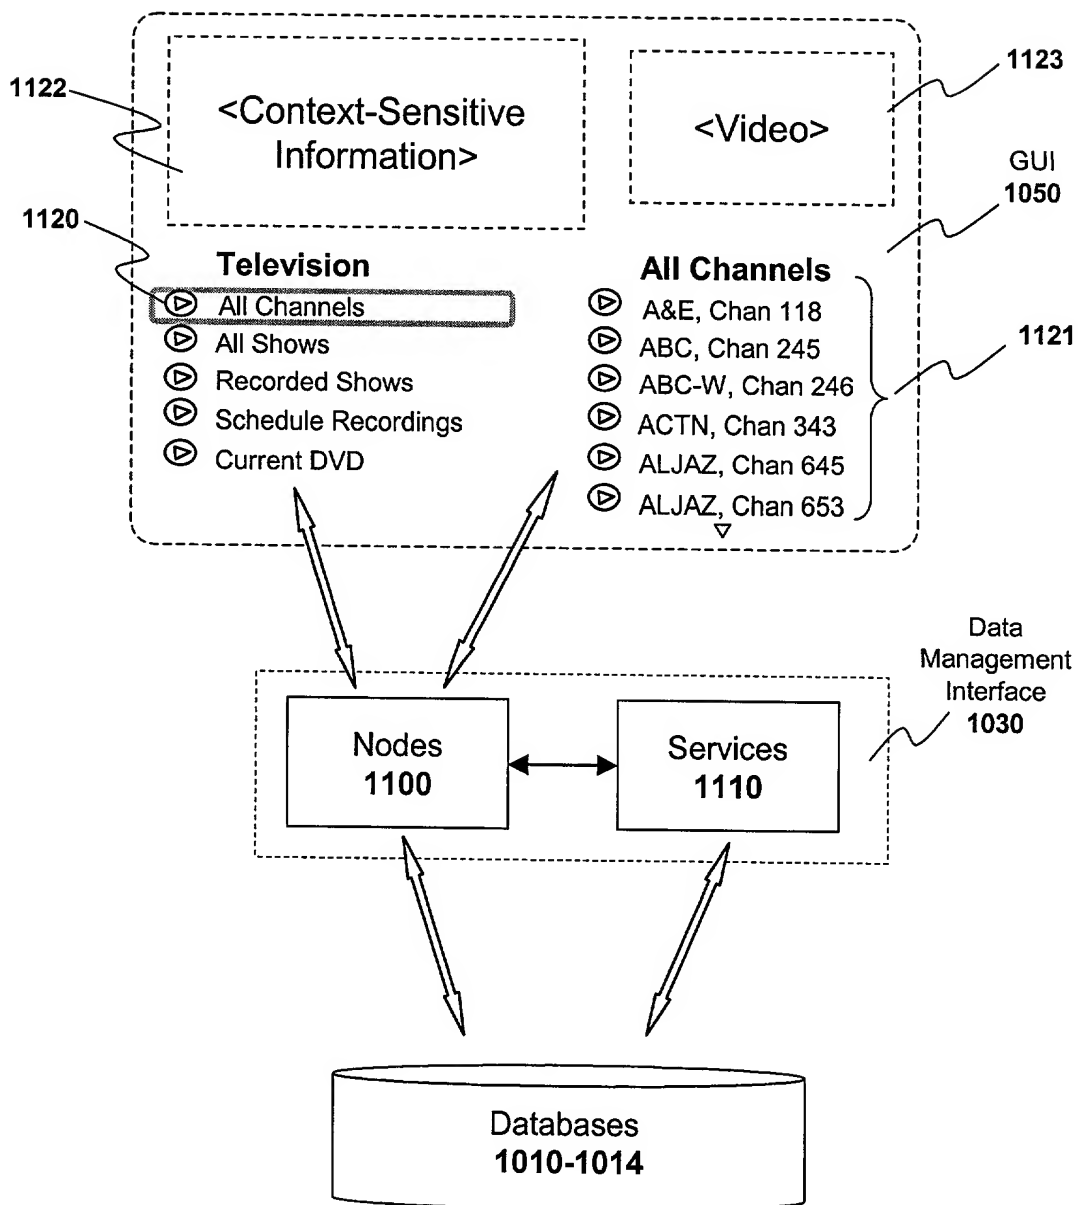 1122
<Context-Sensitive
Information>
<Video>
1123
GUI
1050
1120
Television
All Channels
All Shows
Recorded Shows
Schedule Recordings
Current DVD
All Channels
A&E, Chan 118
ABC, Chan 245
ABC-W, Chan 246
ACTN, Chan 343
ALJAZ, Chan 645
ALJAZ, Chan 653
1121
Data
Management
Interface
1030
Nodes
1100
Services
1110
Databases
1010-1014